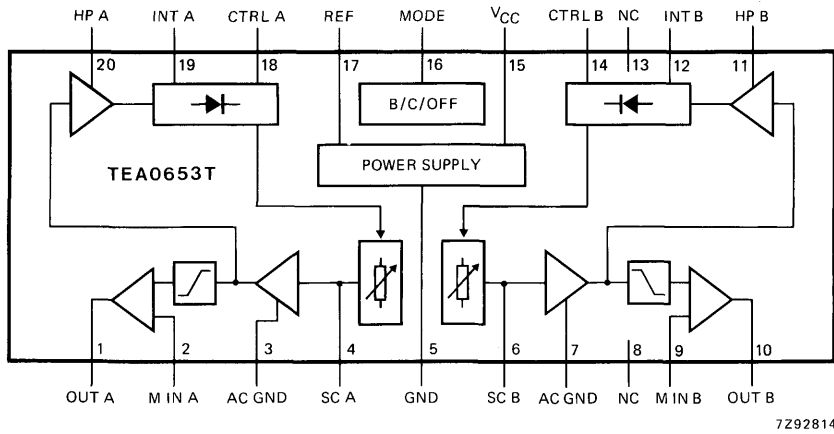 HP A INT A CTRL A REF MODE VCC CTRL B NC INT B HP B
20 19 18 17 16 15 14 13 12 11
B/C/OFF
POWER SUPPLY
TEA0653T
1 2 3 4 5 6 7 8 9 10
OUT A M IN A AC GND SC A GND SC B AC GND NC M IN B OUT B
7Z92814